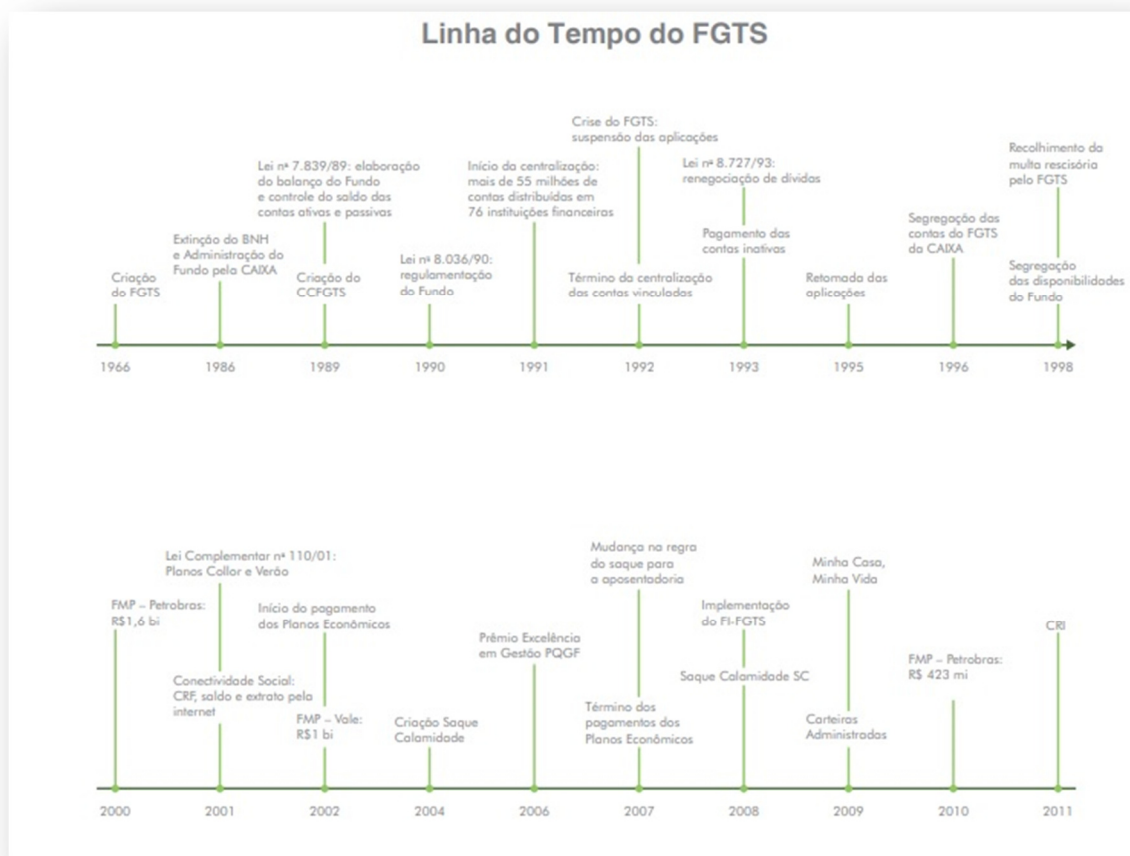 Linha do Tempo do FGTS
Criação
do FGTS
1966
Extinção do BNH
e Administração do
Fundo pela CAIXA
1986
Lei nº 7.839/89: elaboração
do balanço do Fundo
e controle do saldo das
contas ativas e passivas
Criação do
CCFGTS
1989
Lei nº 8.036/90:
regulamentação
do Fundo
1990
Início da centralização:
mais de 55 milhões de
contas distribuídas em
76 instituições financeiras
1991
Crise do FGTS:
suspensão das aplicações
Término da centralização
das contas vinculadas
1992
Lei nº 8.727/93:
renegociação de dívidas
Pagamento das
contas inativas
1993
Retomada das
aplicações
1995
Segregação das
contas do FGTS
da CAIXA
1996
Recolhimento da
multa rescisória
pelo FGTS
Segregação
das disponibilidades
do Fundo
1998
FMP – Petrobras:
R$1,6 bi
2000
Lei Complementar nº 110/01:
Planos Collor e Verão
Conectividade Social:
CRF, saldo e extrato pela
internet
2001
Início do pagamento
dos Planos Econômicos
FMP – Vale:
R$1 bi
2002
Criação Saque
Calamidade
2004
Prêmio Excelência
em Gestão PQGF
2006
Mudança na regra
do saque para
a aposentadoria
Término dos
pagamentos dos
Planos Econômicos
2007
Implementação
do FI-FGTS
Saque Calamidade SC
2008
Minha Casa,
Minha Vida
Carteiras
Administradas
2009
FMP – Petrobras:
R$ 423 mi
2010
CRI
2011